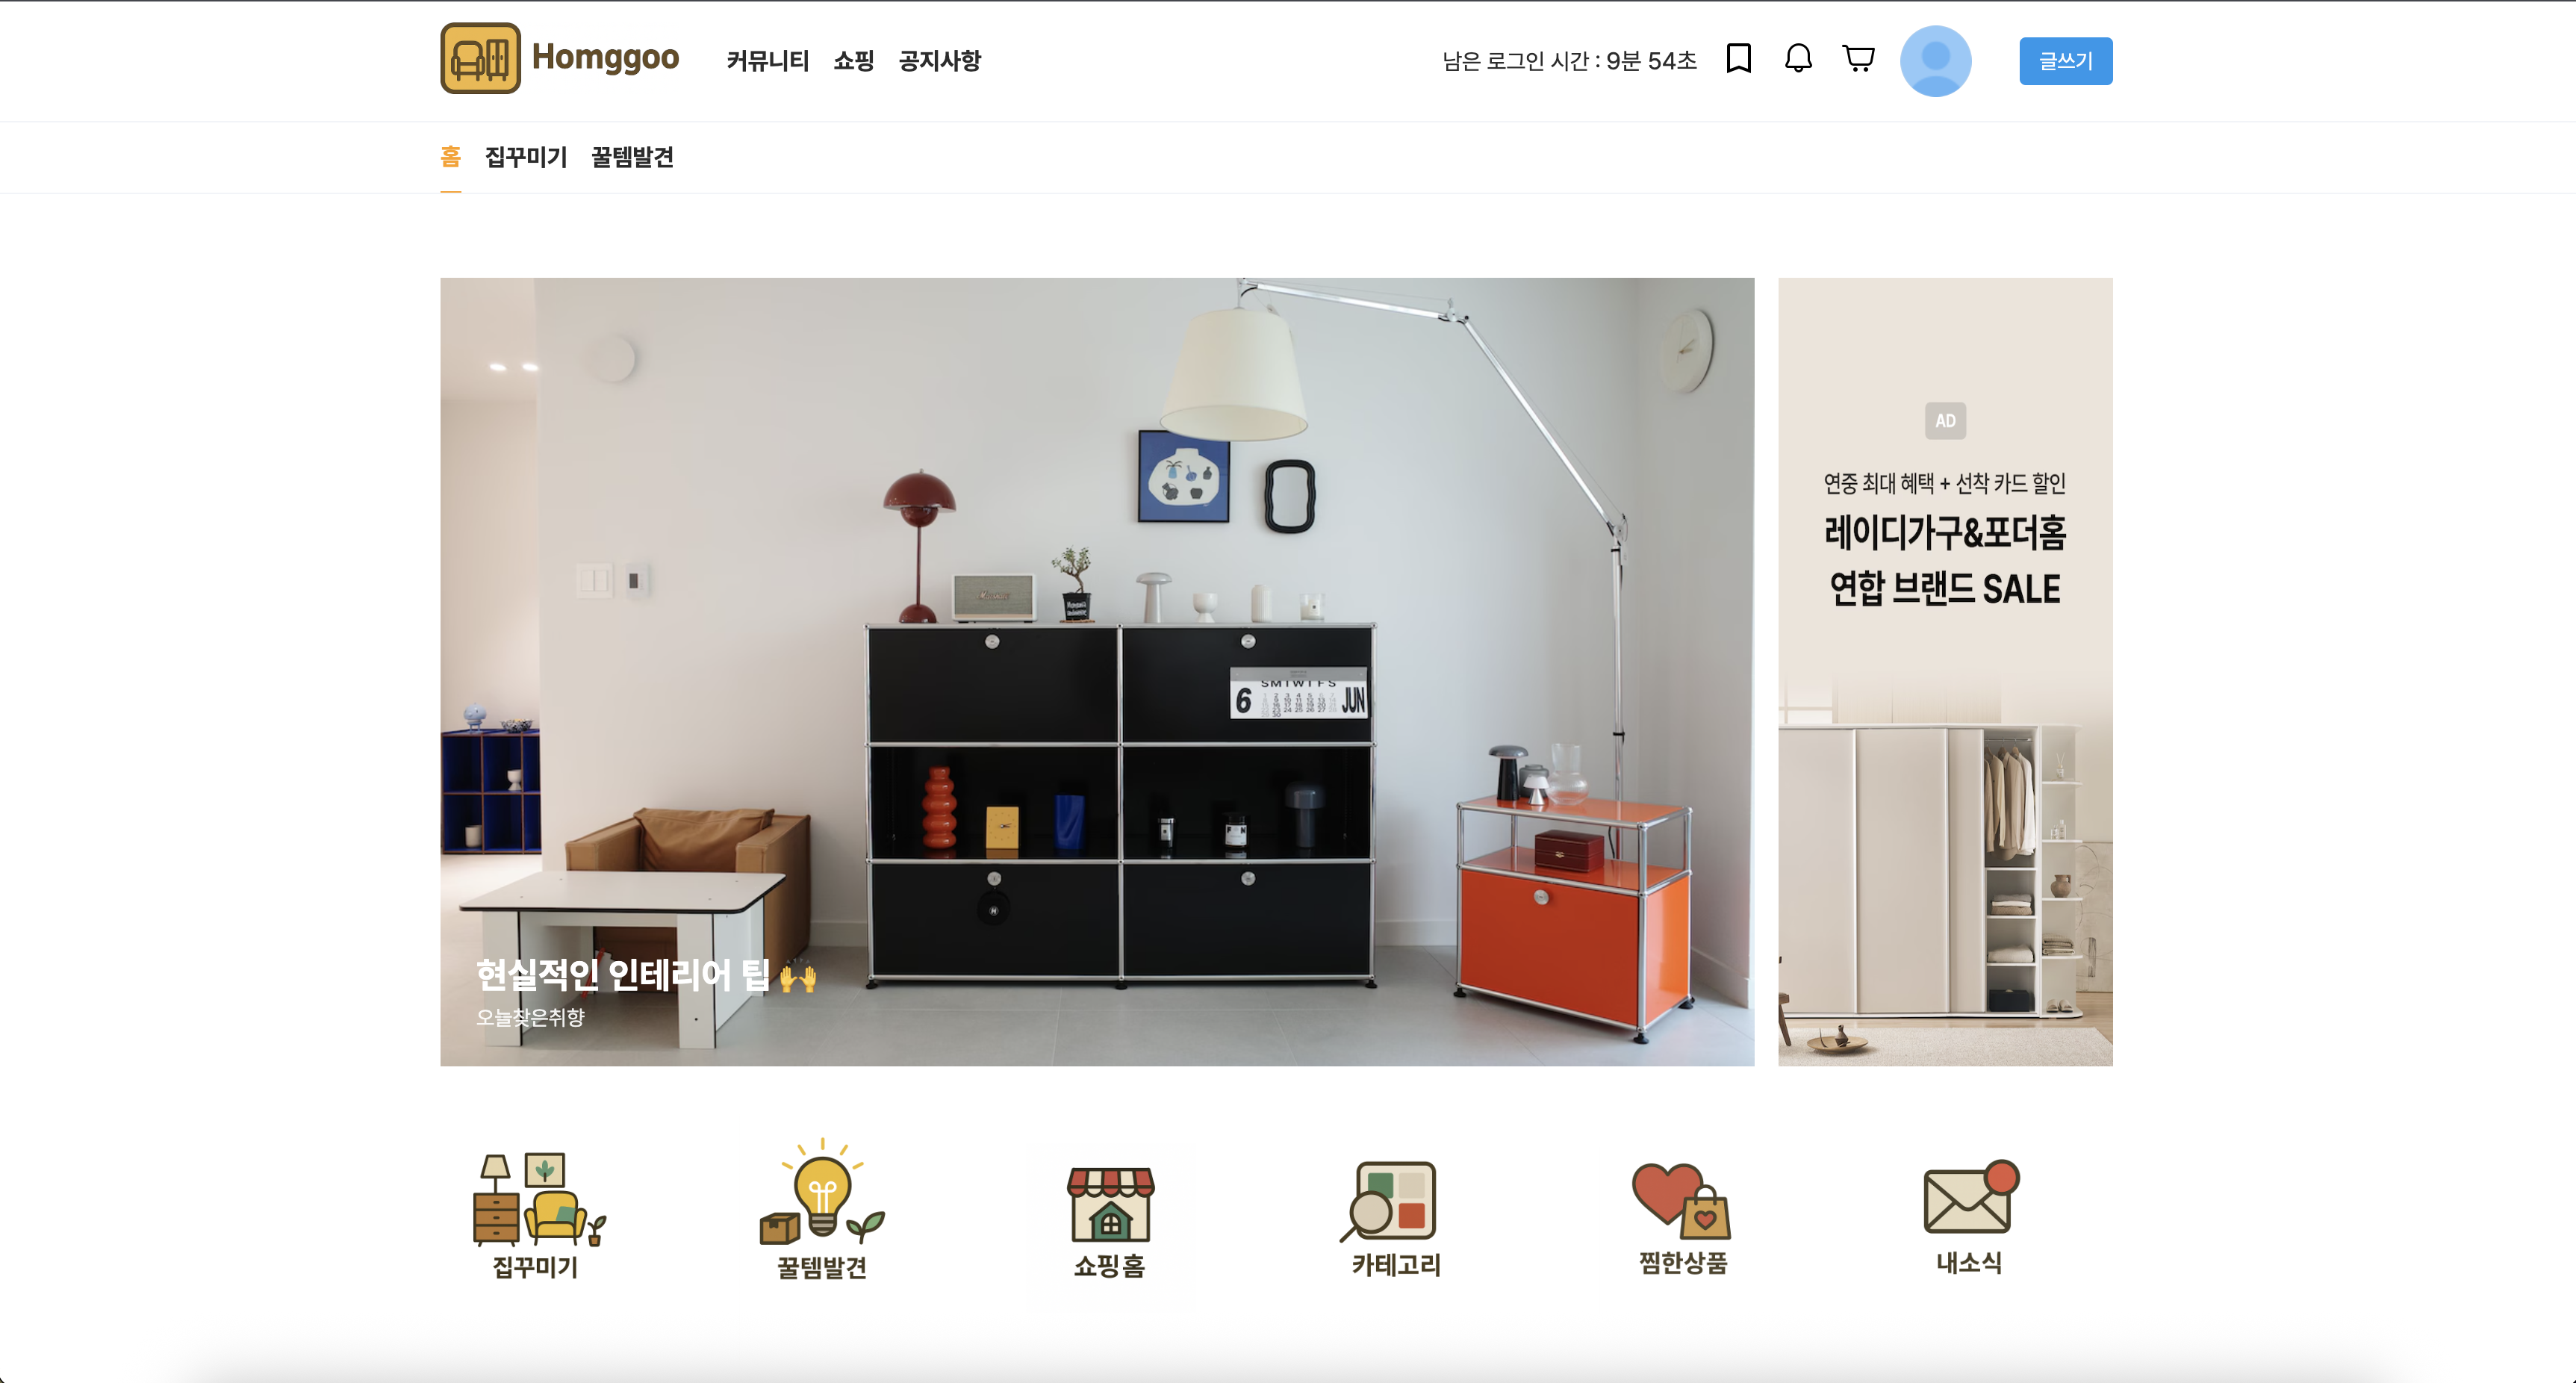 Homggoo
커뮤니티 쇼핑 공지사항
남은 로그인 시간 : 9분 54초
글쓰기
홈 집꾸미기 꿀템발견
AD
연중 최대 혜택 + 선착 카드 할인
레이디가구&포더홈
연합 브랜드 SALE
S M T W T F S
6
JUN
현실적인 인테리어 팁 🙌
오늘찾은취향
집꾸미기
꿀템발견
쇼핑홈
카테고리
찜한상품
내소식